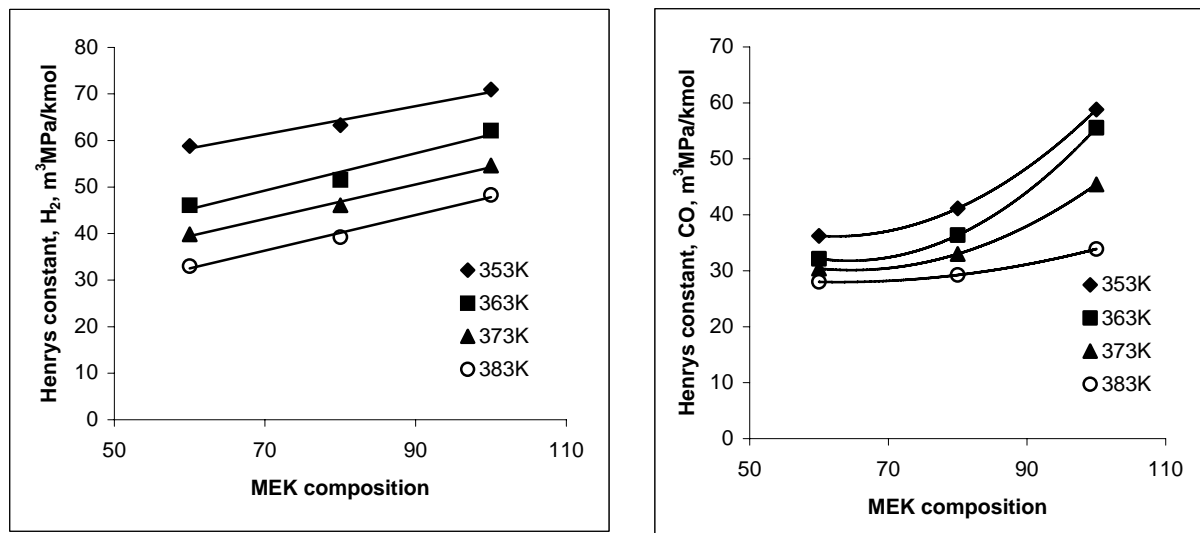 80
70
60
50
40
30
20
10
0
50 70 90 110
Henrys constant, H₂, m³MPa/kmol
MEK composition
353K
363K
373K
383K
70
60
50
40
30
20
10
0
50 70 90 110
Henrys constant, CO, m³MPa/kmol
MEK composition
353K
363K
373K
383K